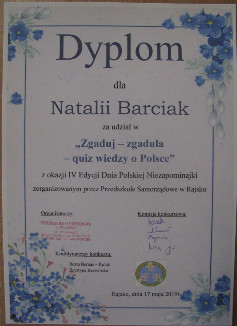 Dyplom
dla
Natalii Barciak
za udział w
„Zgaduj – zgadula
– quiz wiedzy o Polsce”
z okazji IV Edycji Dnia Polskiej Niezapominajki
zorganizowanym przez Przedszkole Samorządowe w Rajsku
Organizatorzy:
Komisja konkursowa:
Koordynatorzy konkursu:
Rajsko, dnia 17 maja 2019r.